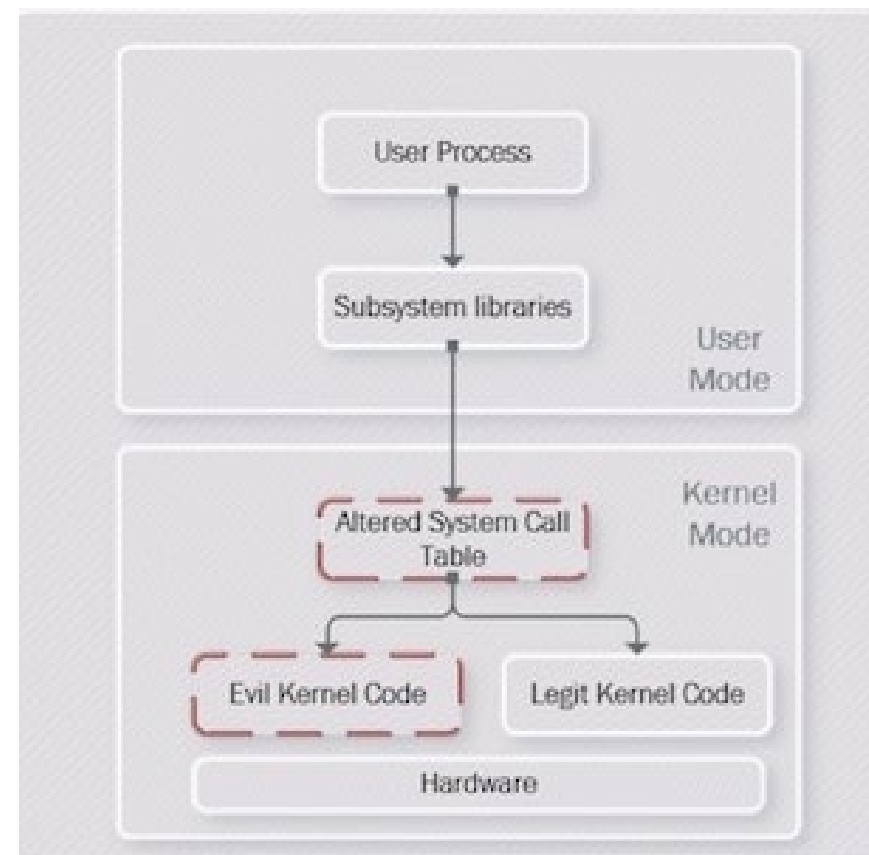 User Process
Subsystem libraries
User
Mode
Kernel
Mode
Altered System Call
Table
Evil Kernel Code
Legit Kernel Code
Hardware